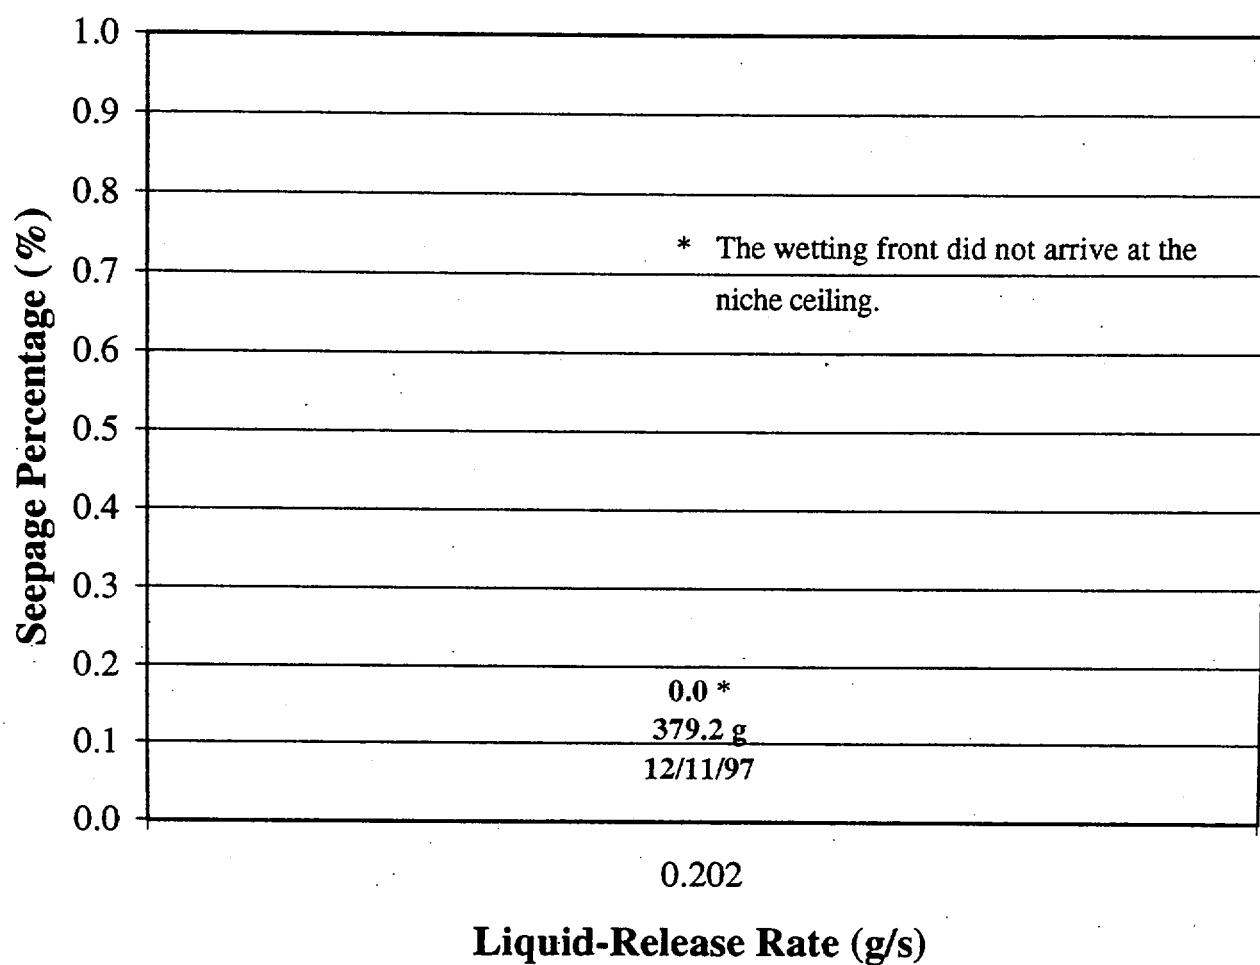 Seepage Percentage (%)
1.0
0.9
0.8
0.7
0.6
0.5
0.4
0.3
0.2
0.1
0.0
* The wetting front did not arrive at the
niche ceiling.
0.0 *
379.2 g
12/11/97
0.202
Liquid-Release Rate (g/s)